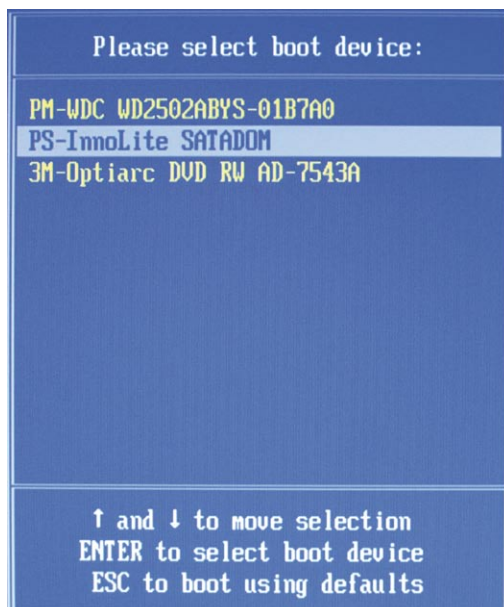 Please select boot device:
PM-WDC WD2502ABYS-01B7A0
PS-InnoLite SATADOM
3M-Optiarc DVD RW AD-7543A
↑ and ↓ to move selection
ENTER to select boot device
ESC to boot using defaults